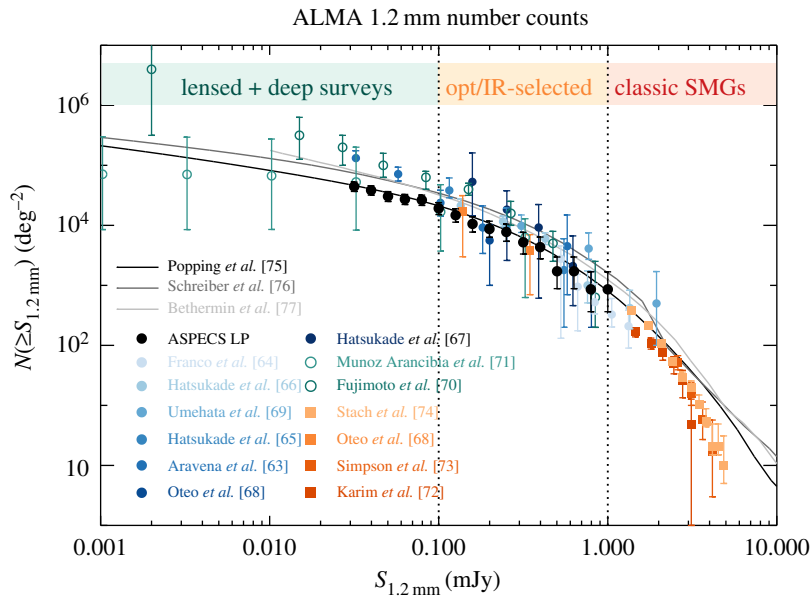 ALMA 1.2 mm number counts
lensed + deep surveys
opt/IR-selected
classic SMGs
10^6
10^4
10^2
10
N(≥S_{1.2 mm}) (deg^{−2})
Popping et al. [75]
Schreiber et al. [76]
Bethermin et al. [77]
ASPECS LP
Franco et al. [64]
Hatsukade et al. [66]
Umehata et al. [69]
Hatsukade et al. [65]
Aravena et al. [63]
Oteo et al. [68]
Hatsukade et al. [67]
Munoz Arancibia et al. [71]
Fujimoto et al. [70]
Stach et al. [74]
Oteo et al. [68]
Simpson et al. [73]
Karim et al. [72]
0.001 0.010 0.100 1.000 10.000
S_{1.2 mm} (mJy)